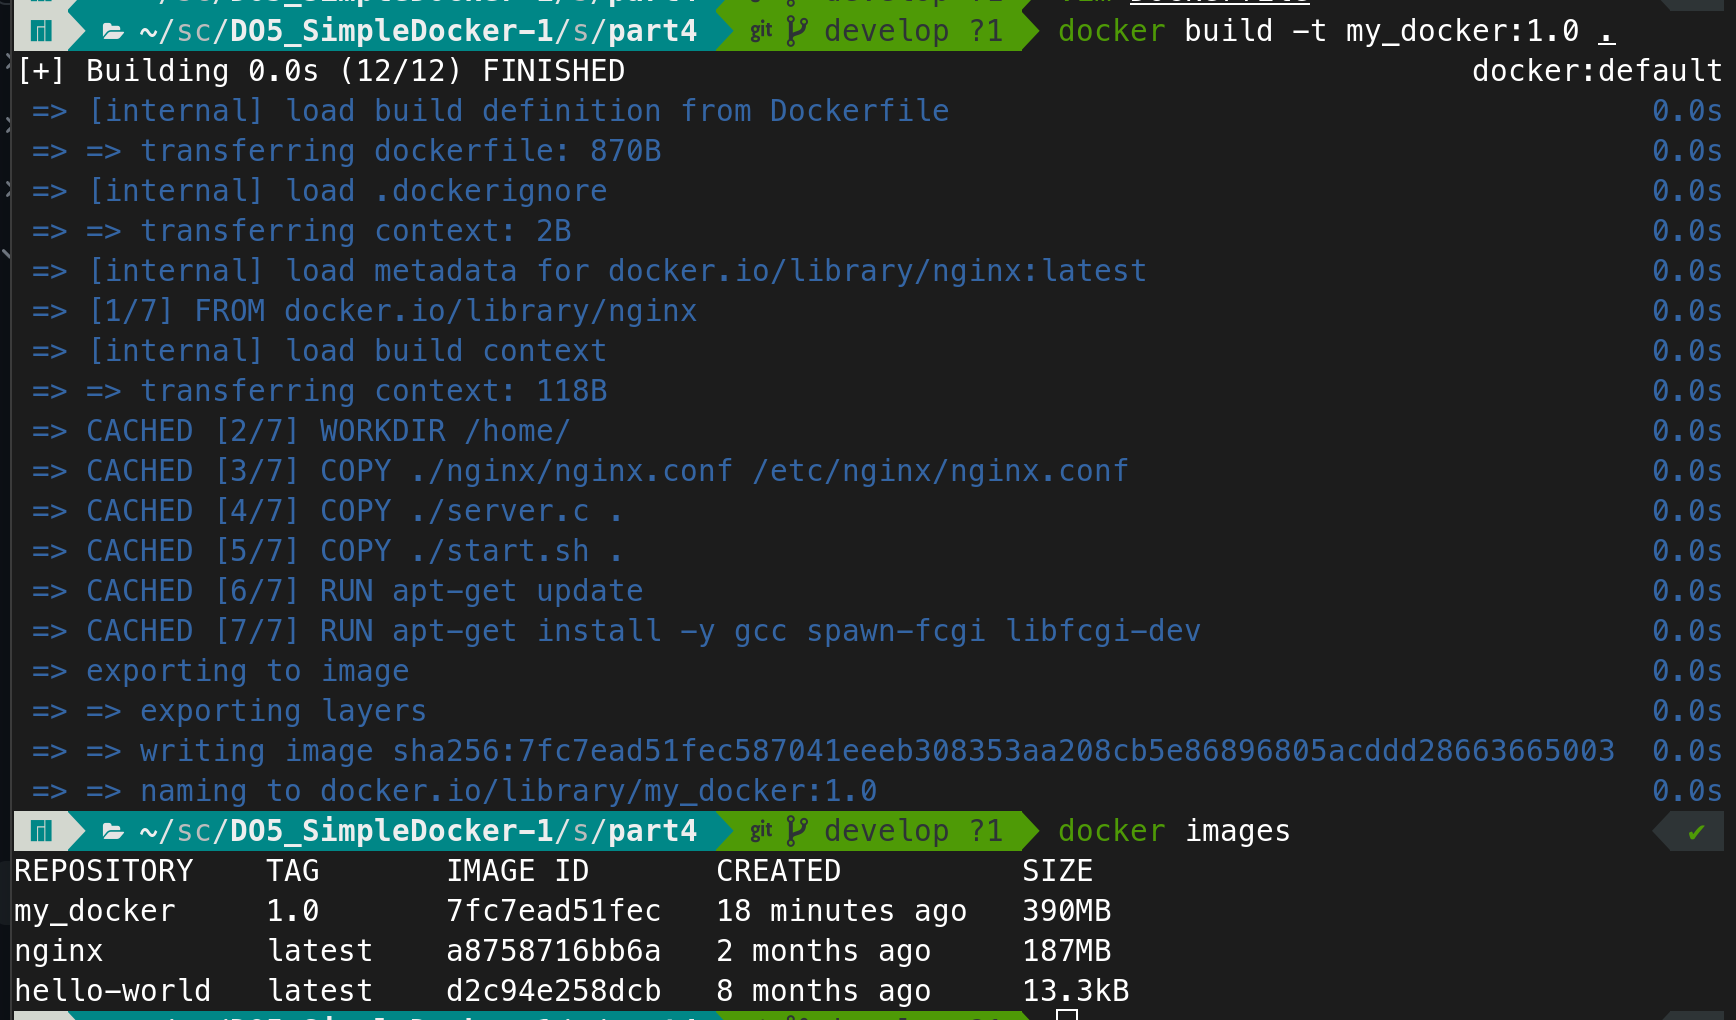 ~/sc/DO5_SimpleDocker-1/s/part4 git develop ?1 docker build -t my_docker:1.0 .
[+] Building 0.0s (12/12) FINISHED docker:default
=> [internal] load build definition from Dockerfile 0.0s
=> => transferring dockerfile: 870B 0.0s
=> [internal] load .dockerignore 0.0s
=> => transferring context: 2B 0.0s
=> [internal] load metadata for docker.io/library/nginx:latest 0.0s
=> [1/7] FROM docker.io/library/nginx 0.0s
=> [internal] load build context 0.0s
=> => transferring context: 118B 0.0s
=> CACHED [2/7] WORKDIR /home/ 0.0s
=> CACHED [3/7] COPY ./nginx/nginx.conf /etc/nginx/nginx.conf 0.0s
=> CACHED [4/7] COPY ./server.c . 0.0s
=> CACHED [5/7] COPY ./start.sh . 0.0s
=> CACHED [6/7] RUN apt-get update 0.0s
=> CACHED [7/7] RUN apt-get install -y gcc spawn-fcgi libfcgi-dev 0.0s
=> exporting to image 0.0s
=> => exporting layers 0.0s
=> => writing image sha256:7fc7ead51fec587041eeeb308353aa208cb5e86896805acddd28663665003 0.0s
=> => naming to docker.io/library/my_docker:1.0 0.0s
~/sc/DO5_SimpleDocker-1/s/part4 git develop ?1 docker images ✔
REPOSITORY TAG IMAGE ID CREATED SIZE
my_docker 1.0 7fc7ead51fec 18 minutes ago 390MB
nginx latest a8758716bb6a 2 months ago 187MB
hello-world latest d2c94e258dcb 8 months ago 13.3kB